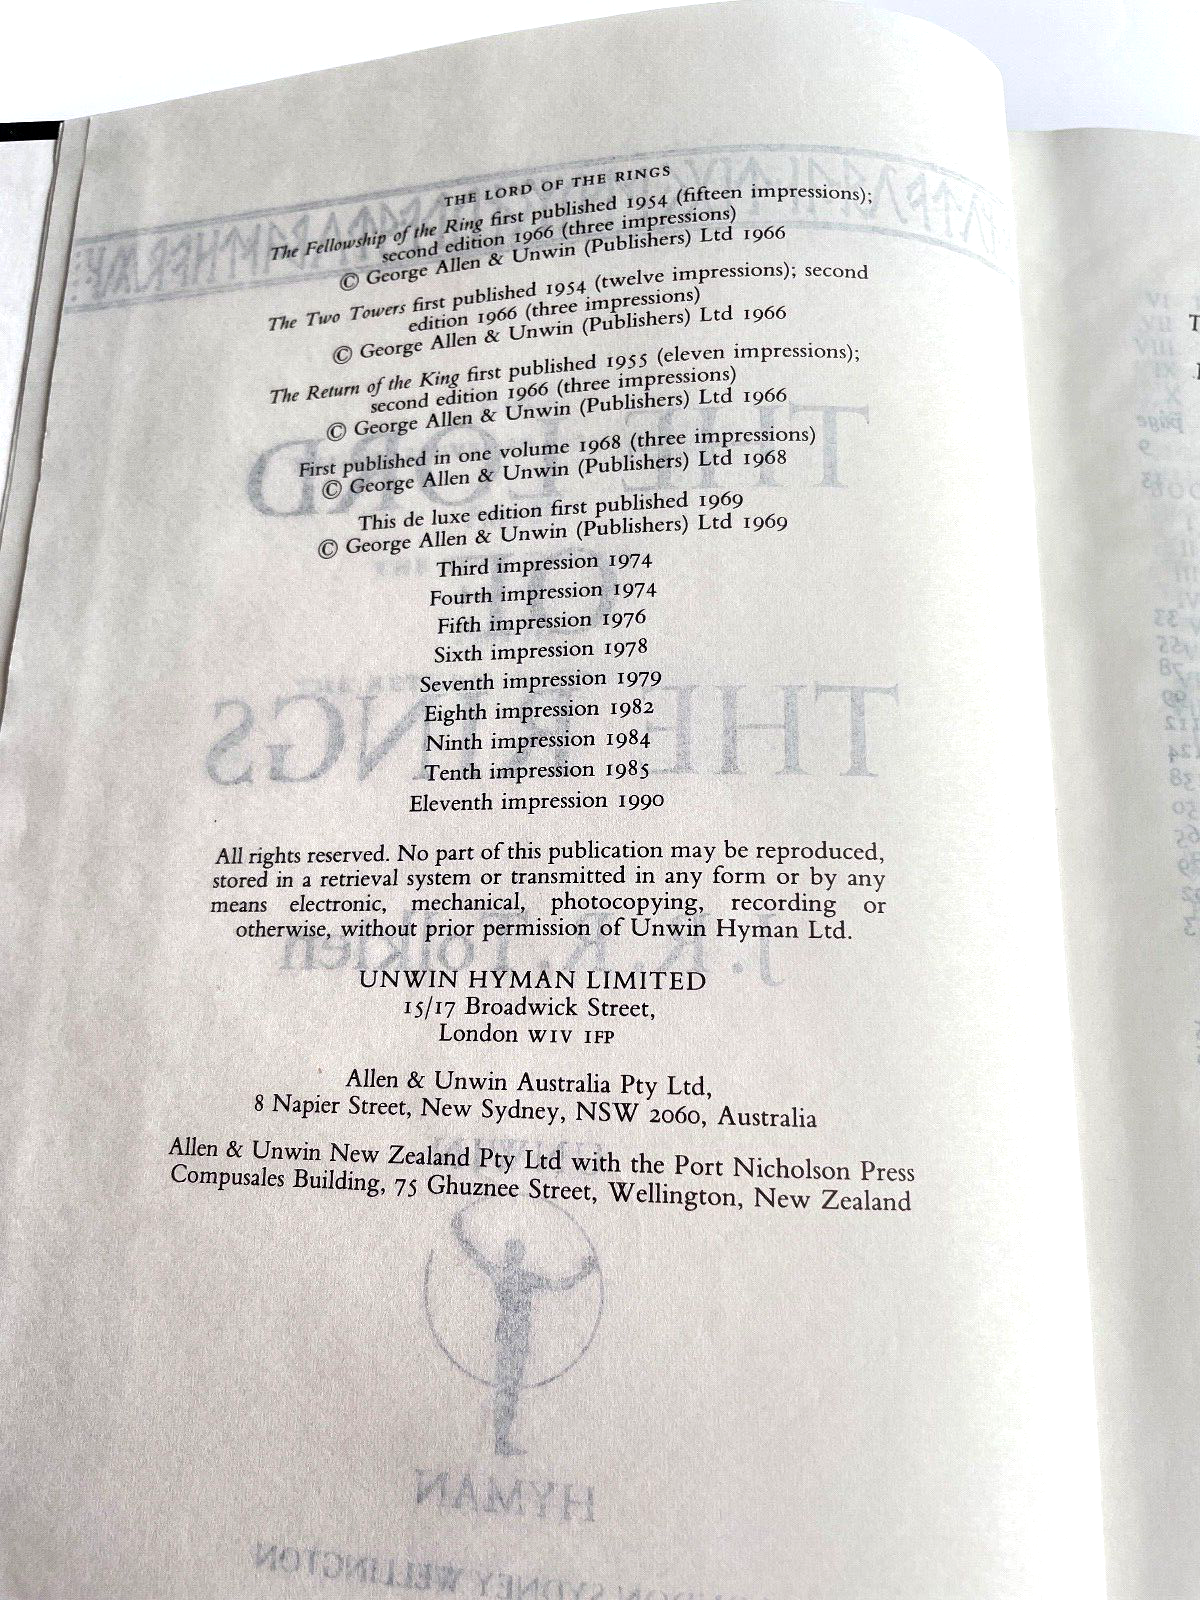 THE LORD OF THE RINGS
The Fellowship of the Ring first published 1954 (fifteen impressions);
second edition 1966 (three impressions)
© George Allen & Unwin (Publishers) Ltd 1966
The Two Towers first published 1954 (twelve impressions); second
edition 1966 (three impressions)
© George Allen & Unwin (Publishers) Ltd 1966
The Return of the King first published 1955 (eleven impressions);
second edition 1966 (three impressions)
© George Allen & Unwin (Publishers) Ltd 1966
First published in one volume 1968 (three impressions)
© George Allen & Unwin (Publishers) Ltd 1968
This de luxe edition first published 1969
© George Allen & Unwin (Publishers) Ltd 1969
Third impression 1974
Fourth impression 1974
Fifth impression 1976
Sixth impression 1978
Seventh impression 1979
Eighth impression 1982
Ninth impression 1984
Tenth impression 1985
Eleventh impression 1990
All rights reserved. No part of this publication may be reproduced,
stored in a retrieval system or transmitted in any form or by any
means electronic, mechanical, photocopying, recording or
otherwise, without prior permission of Unwin Hyman Ltd.
UNWIN HYMAN LIMITED
15/17 Broadwick Street,
London W1V 1FP
Allen & Unwin Australia Pty Ltd,
8 Napier Street, New Sydney, NSW 2060, Australia
Allen & Unwin New Zealand Pty Ltd with the Port Nicholson Press
Compusales Building, 75 Ghuznee Street, Wellington, New Zealand
THE LORD
OF
THE RINGS
J. R. R. Tolkien
UNWIN
HYMAN
SYDNEY WELLINGTON